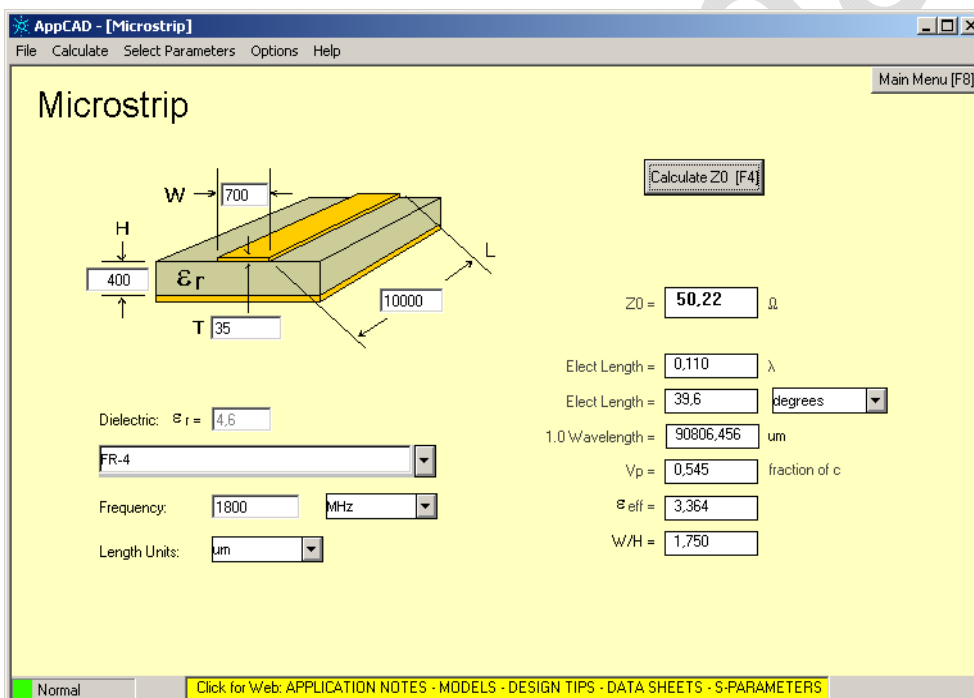 AppCAD - [Microstrip]
File Calculate Select Parameters Options Help
Main Menu [F8]
Microstrip
Calculate Z0 [F4]
W 700
H
400
εr
L
10000
T 35
Z0 = 50,22 Ω
Elect Length = 0,110 λ
Elect Length = 39,6 degrees
1.0 Wavelength = 90806,456 um
Vp = 0,545 fraction of c
ε eff = 3,364
W/H = 1,750
Dielectric: ε r = 4,6
FR-4
Frequency: 1800 MHz
Length Units: um
Normal
Click for Web: APPLICATION NOTES - MODELS - DESIGN TIPS - DATA SHEETS - S-PARAMETERS